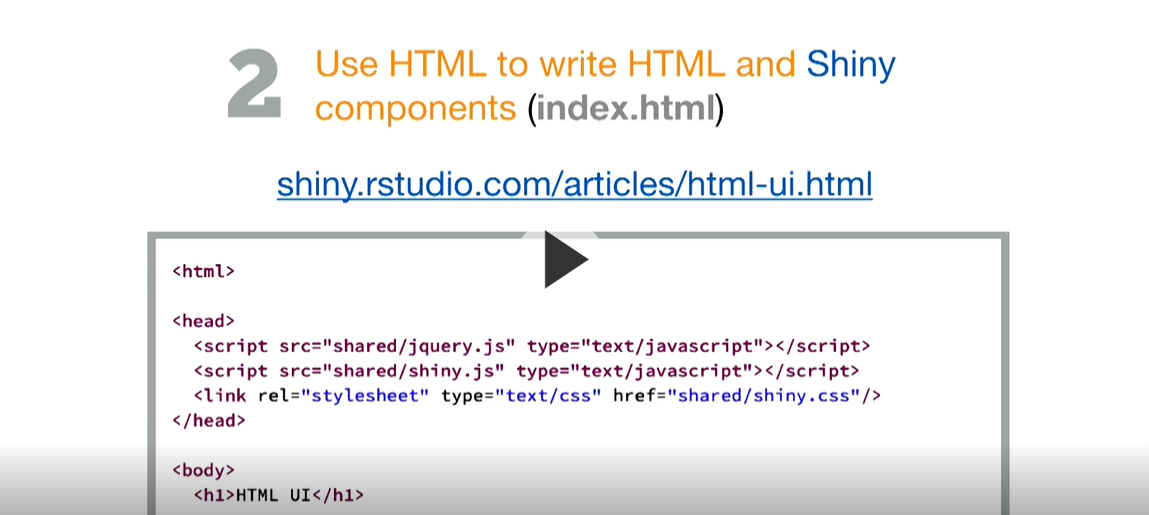 2 Use HTML to write HTML and Shiny
components (index.html)
shiny.rstudio.com/articles/html-ui.html
<html>
<head>
<script src="shared/jquery.js" type="text/javascript"></script>
<script src="shared/shiny.js" type="text/javascript"></script>
<link rel="stylesheet" type="text/css" href="shared/shiny.css"/>
</head>
<body>
<h1>HTML UI</h1>